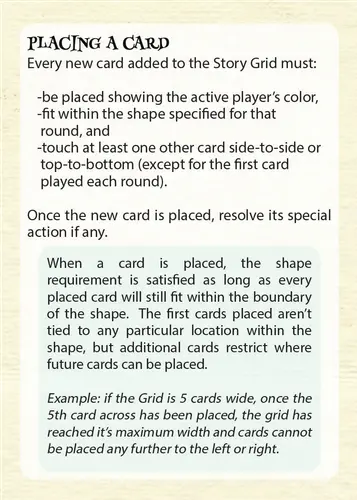 PLACING A CARD
Every new card added to the Story Grid must:
-be placed showing the active player's color,
-fit within the shape specified for that
round, and
-touch at least one other card side-to-side or
top-to-bottom (except for the first card
played each round).
Once the new card is placed, resolve its special
action if any.
When a card is placed, the shape
requirement is satisfied as long as every
placed card will still fit within the boundary
of the shape. The first cards placed aren't
tied to any particular location within the
shape, but additional cards restrict where
future cards can be placed.
Example: if the Grid is 5 cards wide, once the
5th card across has been placed, the grid has
reached it's maximum width and cards cannot
be placed any further to the left or right.